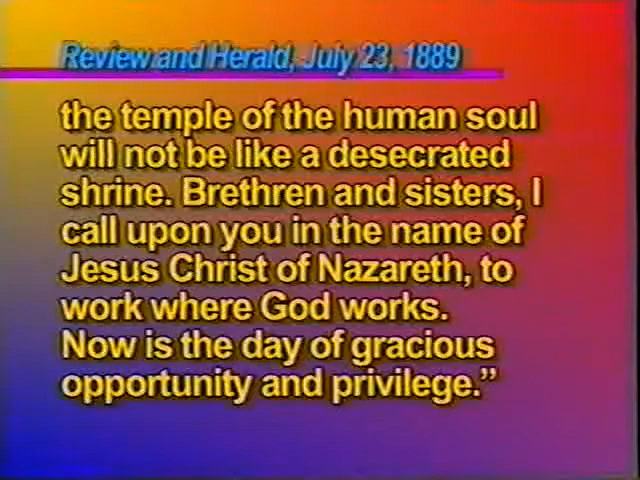 Review and Herald, July 23, 1889
the temple of the human soul
will not be like a desecrated
shrine. Brethren and sisters, I
call upon you in the name of
Jesus Christ of Nazareth, to
work where God works.
Now is the day of gracious
opportunity and privilege.”